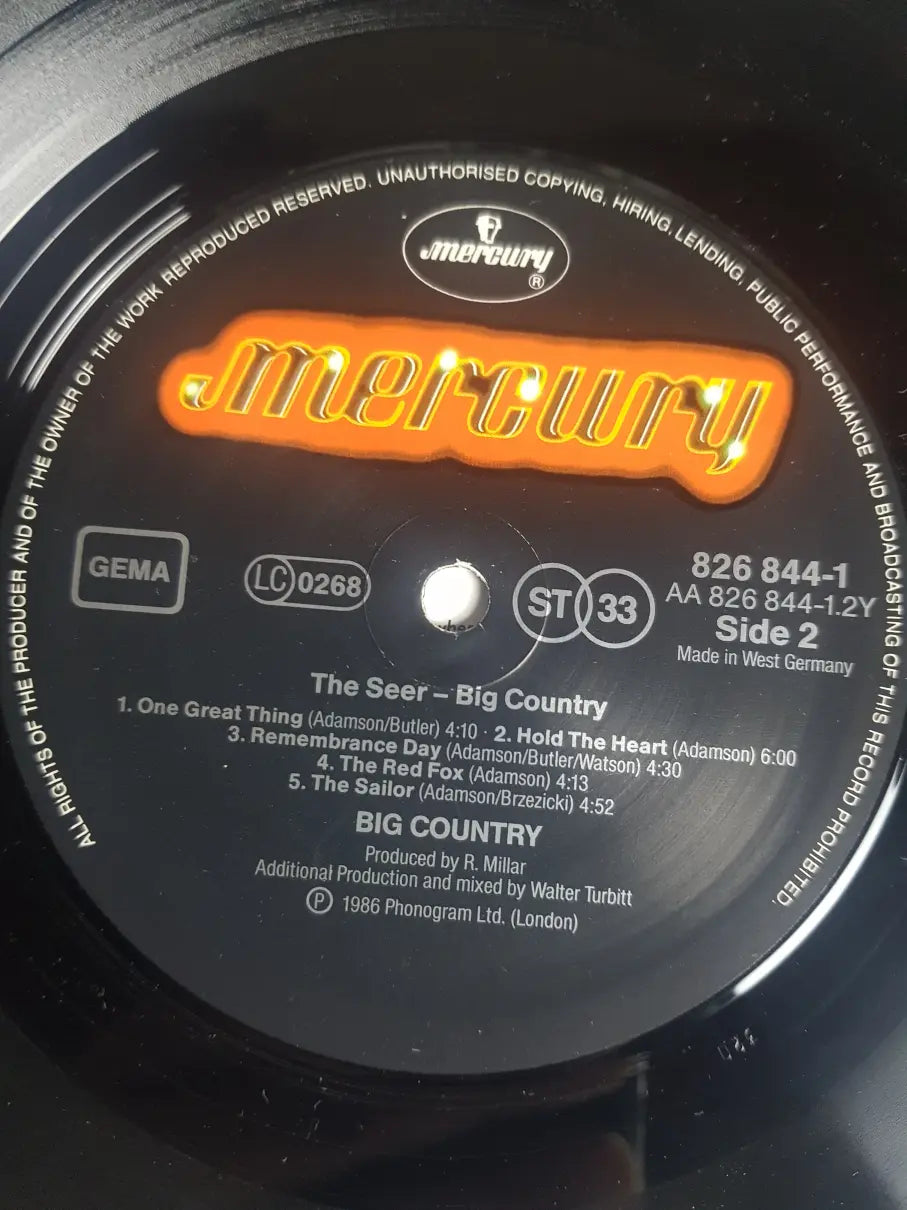 ALL RIGHTS OF THE PRODUCER AND OF THE OWNER OF THE WORK REPRODUCED RESERVED. UNAUTHORISED COPYING, HIRING, LENDING, PUBLIC PERFORMANCE AND BROADCASTING OF THIS RECORD PROHIBITED.
mercury
®
mercury
GEMA
LC 0268
ST 33
826 844-1
AA 826 844-1.2Y
Side 2
Made in West Germany
The Seer – Big Country
1. One Great Thing (Adamson/Butler) 4:10 · 2. Hold The Heart (Adamson) 6:00
3. Remembrance Day (Adamson/Butler/Watson) 4:30
4. The Red Fox (Adamson) 4:13
5. The Sailor (Adamson/Brzezicki) 4:52
BIG COUNTRY
Produced by R. Millar
Additional Production and mixed by Walter Turbitt
℗ 1986 Phonogram Ltd. (London)